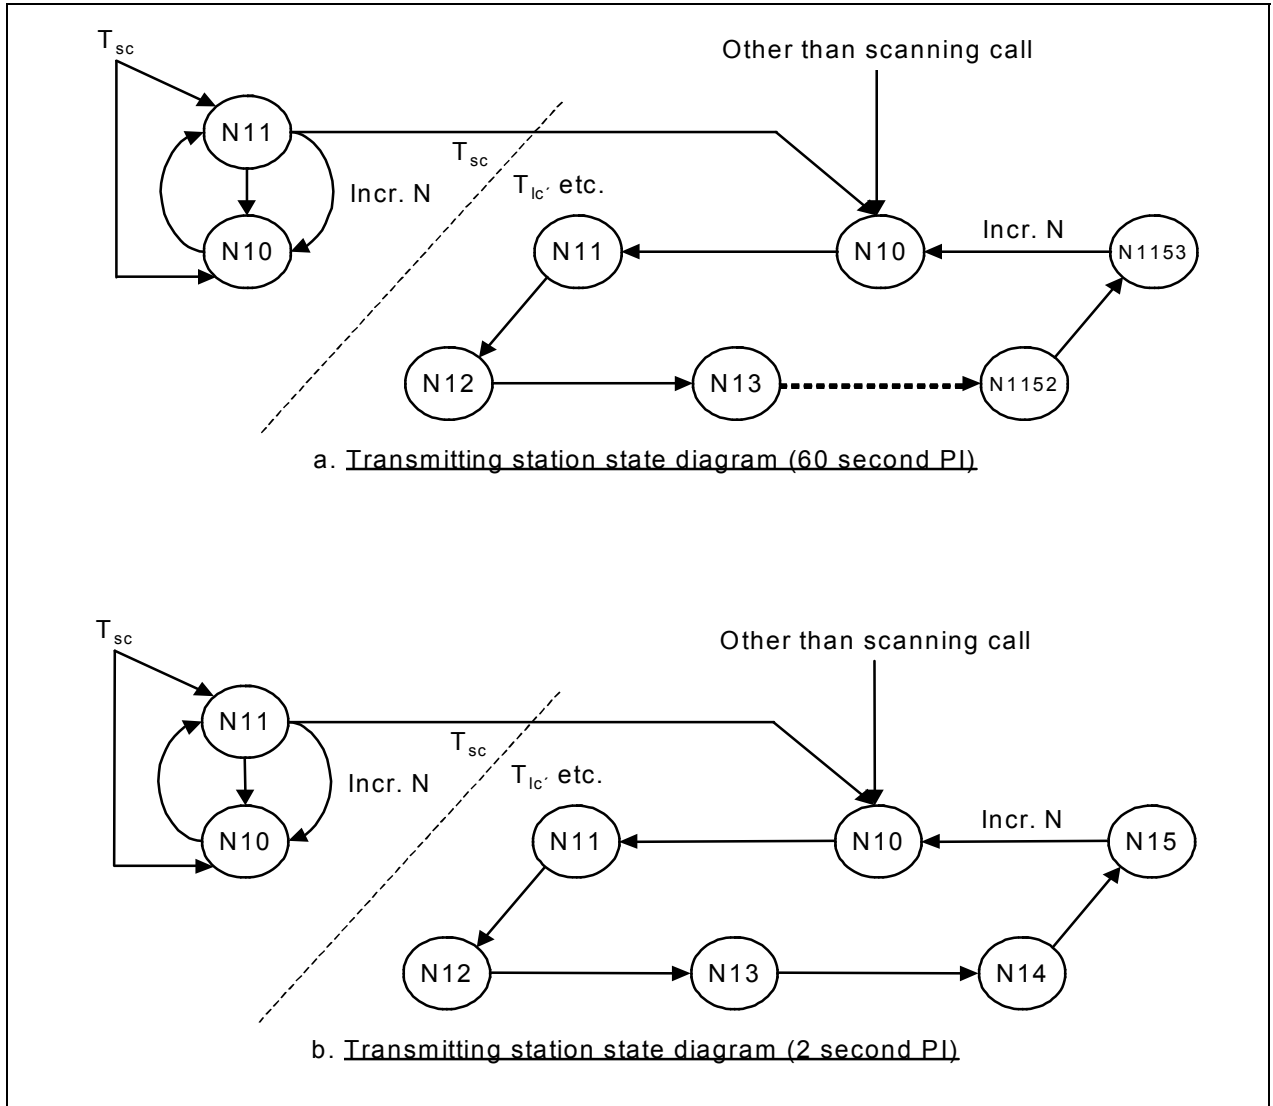 Tsc
Other than scanning call
N11
Tsc
Tlc´ etc.
Incr. N
N10
N11
N10
Incr. N
N1153
N12
N13
N1152
a. Transmitting station state diagram (60 second PI)
Tsc
Other than scanning call
N11
Tsc
Tlc´ etc.
Incr. N
N10
N11
N10
Incr. N
N15
N12
N13
N14
b. Transmitting station state diagram (2 second PI)